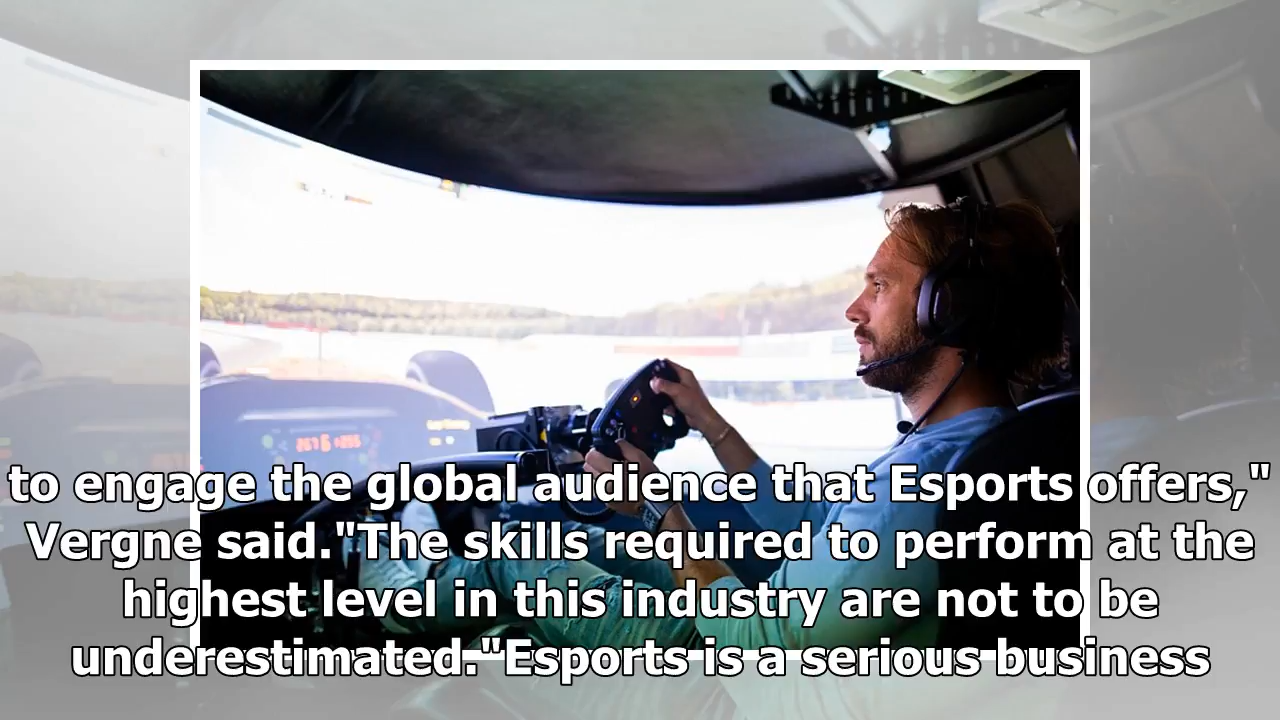 to engage the global audience that Esports offers,"
Vergne said."The skills required to perform at the
highest level in this industry are not to be
underestimated."Esports is a serious business